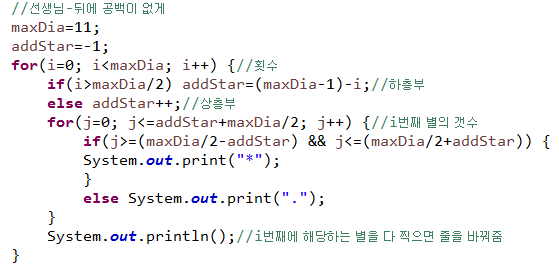 //선생님-뒤에 공백이 없게
maxDia=11;
addStar=-1;
for(i=0; i<maxDia; i++) {//횟수
    if(i>maxDia/2) addStar=(maxDia-1)-i;//하층부
    else addStar++;//상층부
    for(j=0; j<=addStar+maxDia/2; j++) {//i번째 별의 갯수
        if(j>=(maxDia/2-addStar) && j<=(maxDia/2+addStar)) {
        System.out.print("*");
        }
        else System.out.print(".");
    }
    System.out.println();//i번째에 해당하는 별을 다 찍으면 줄을 바꿔줌
}